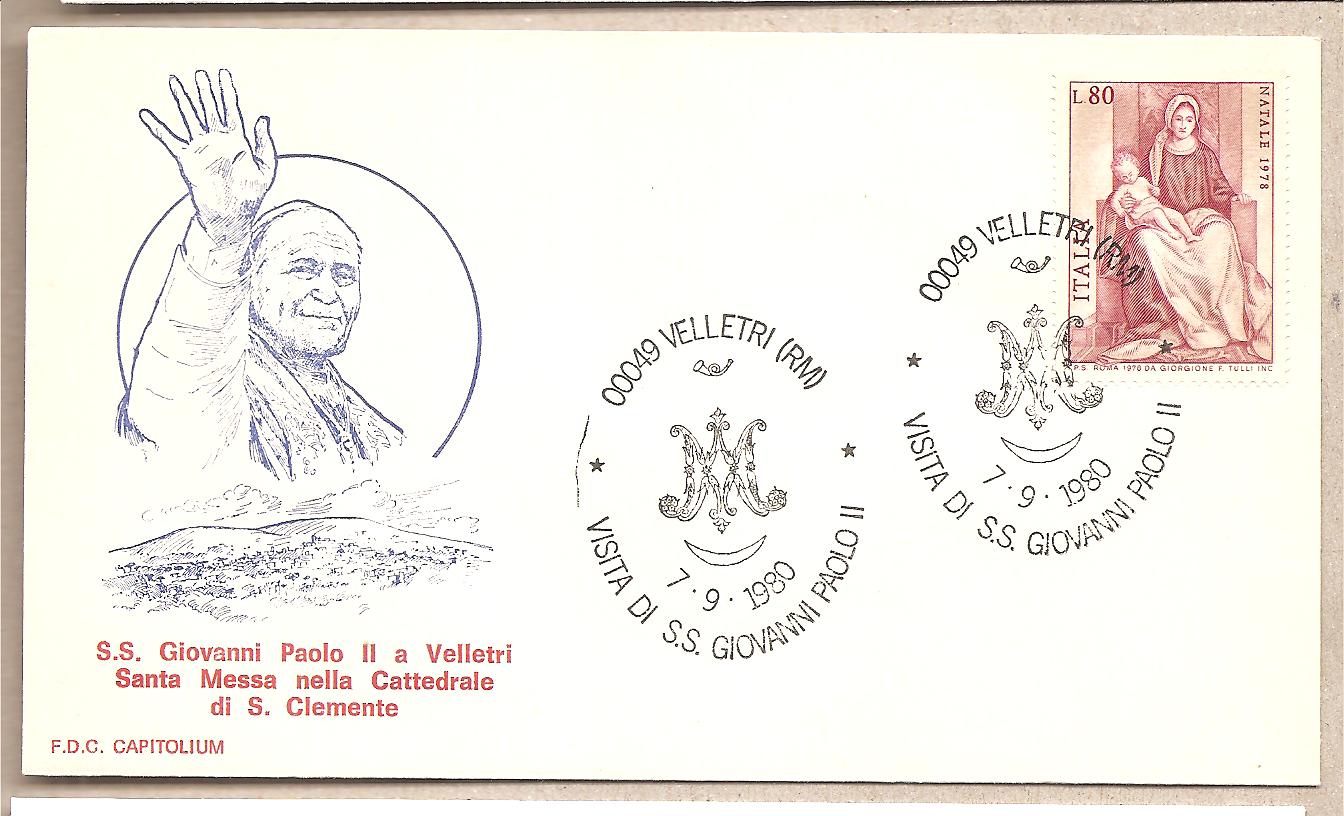 S.S. Giovanni Paolo II a Velletri
Santa Messa nella Cattedrale
di S. Clemente
F.D.C. CAPITOLIUM
00049 VELLETRI (RM)
7·9·1980
VISITA DI S.S. GIOVANNI PAOLO II
00049 VELLETRI (RM)
7·9·1980
VISITA DI S.S. GIOVANNI PAOLO II
L 80
NATALE 1978
ITALIA
P.S. ROMA 1978 DA GIORGIONE F. TULLI INC